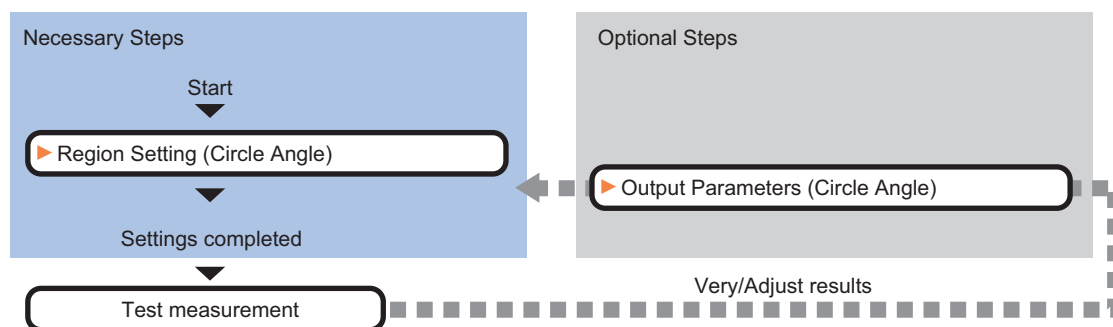 Necessary Steps
Start
Region Setting (Circle Angle)
Settings completed
Test measurement
Optional Steps
Output Parameters (Circle Angle)
Very/Adjust results